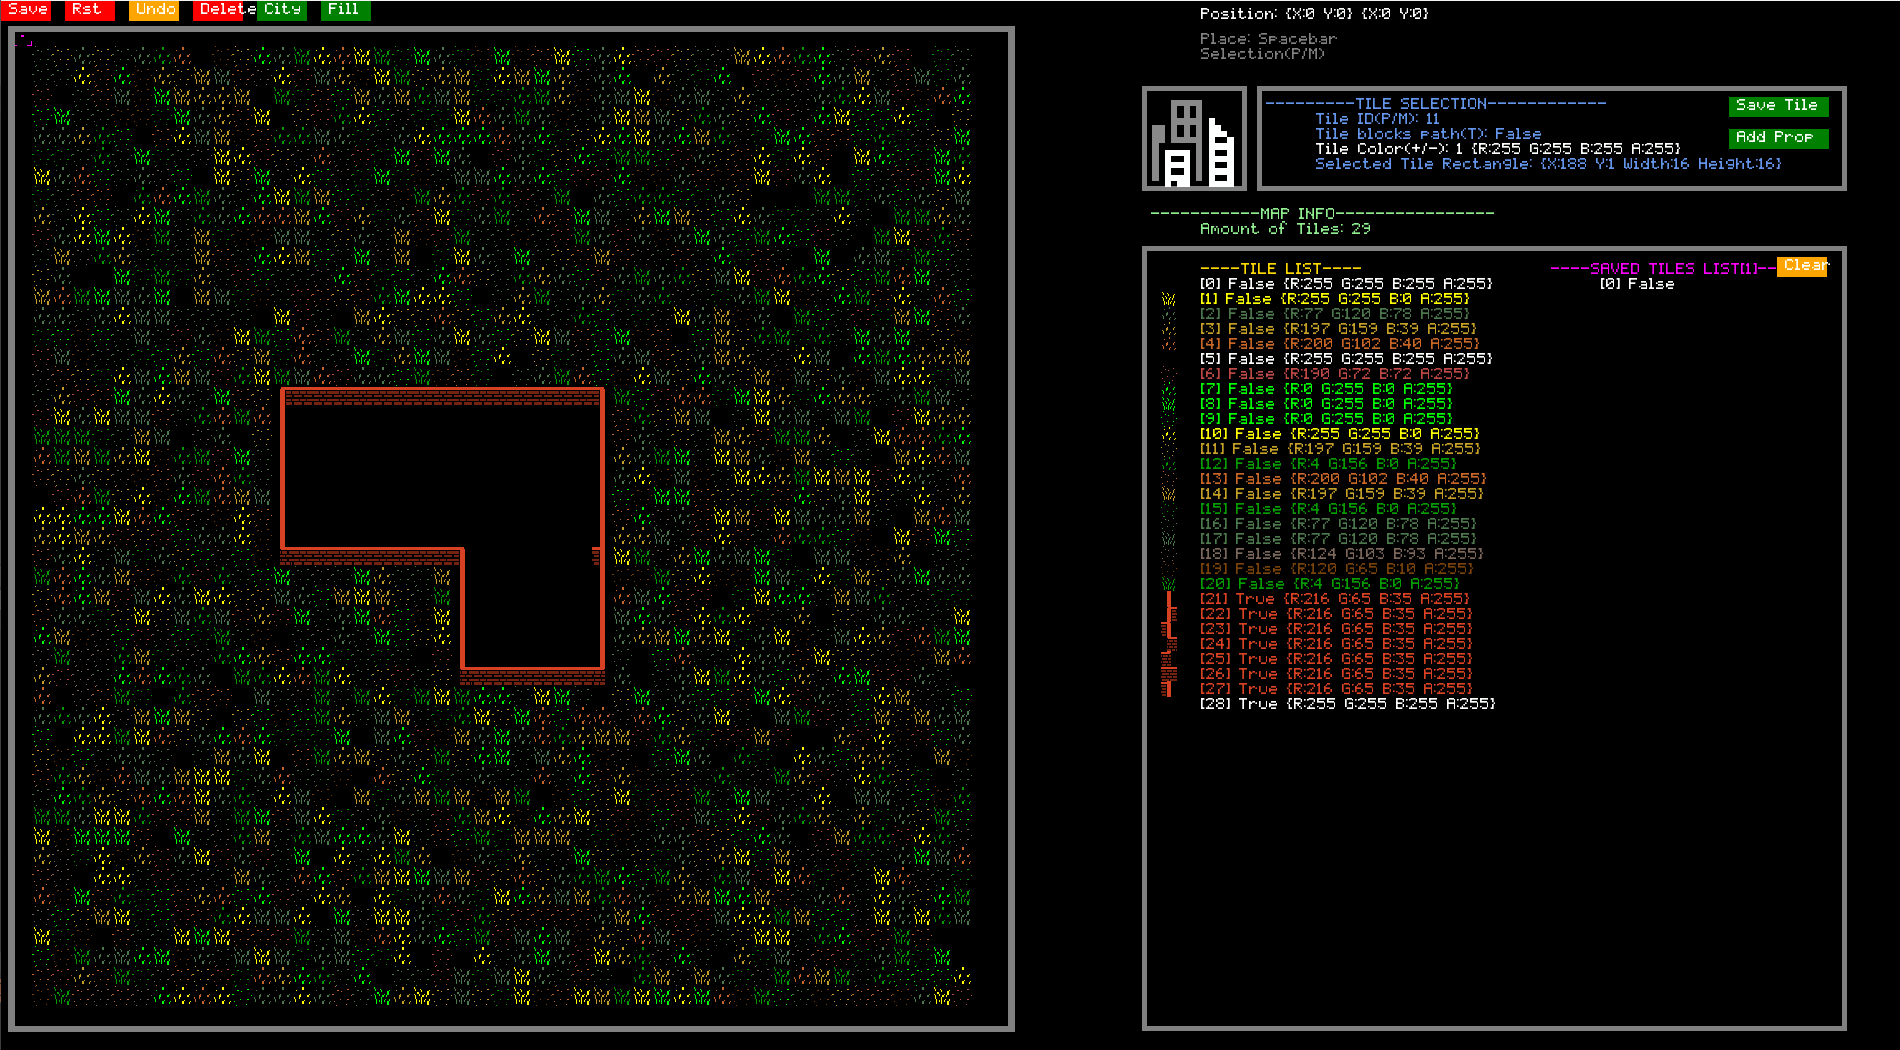 Save Rst Undo Delete City Fill
Position: {X:0 Y:0} {X:0 Y:0}
Place: Spacebar
Selection(P/M)
---------TILE SELECTION------------
Save Tile
Tile ID(P/M): 11
Tile blocks path(T): False
Add Prop
Tile Color(+/-): 1 {R:255 G:255 B:255 A:255}
Selected Tile Rectangle: {X:188 Y:1 Width:16 Height:16}
-----------MAP INFO----------------
Amount of Tiles: 29
----TILE LIST----
[0] False {R:255 G:255 B:255 A:255}
[1] False {R:255 G:255 B:0 A:255}
[2] False {R:77 G:120 B:78 A:255}
[3] False {R:197 G:159 B:39 A:255}
[4] False {R:200 G:102 B:40 A:255}
[5] False {R:255 G:255 B:255 A:255}
[6] False {R:190 G:72 B:72 A:255}
[7] False {R:0 G:255 B:0 A:255}
[8] False {R:0 G:255 B:0 A:255}
[9] False {R:0 G:255 B:0 A:255}
[10] False {R:255 G:255 B:0 A:255}
[11] False {R:197 G:159 B:39 A:255}
[12] False {R:4 G:156 B:0 A:255}
[13] False {R:200 G:102 B:40 A:255}
[14] False {R:197 G:159 B:39 A:255}
[15] False {R:4 G:156 B:0 A:255}
[16] False {R:77 G:120 B:78 A:255}
[17] False {R:77 G:120 B:78 A:255}
[18] False {R:124 G:103 B:93 A:255}
[19] False {R:120 G:65 B:10 A:255}
[20] False {R:4 G:156 B:0 A:255}
[21] True {R:216 G:65 B:35 A:255}
[22] True {R:216 G:65 B:35 A:255}
[23] True {R:216 G:65 B:35 A:255}
[24] True {R:216 G:65 B:35 A:255}
[25] True {R:216 G:65 B:35 A:255}
[26] True {R:216 G:65 B:35 A:255}
[27] True {R:216 G:65 B:35 A:255}
[28] True {R:255 G:255 B:255 A:255}
----SAVED TILES LIST[1]--
Clear
[0] False